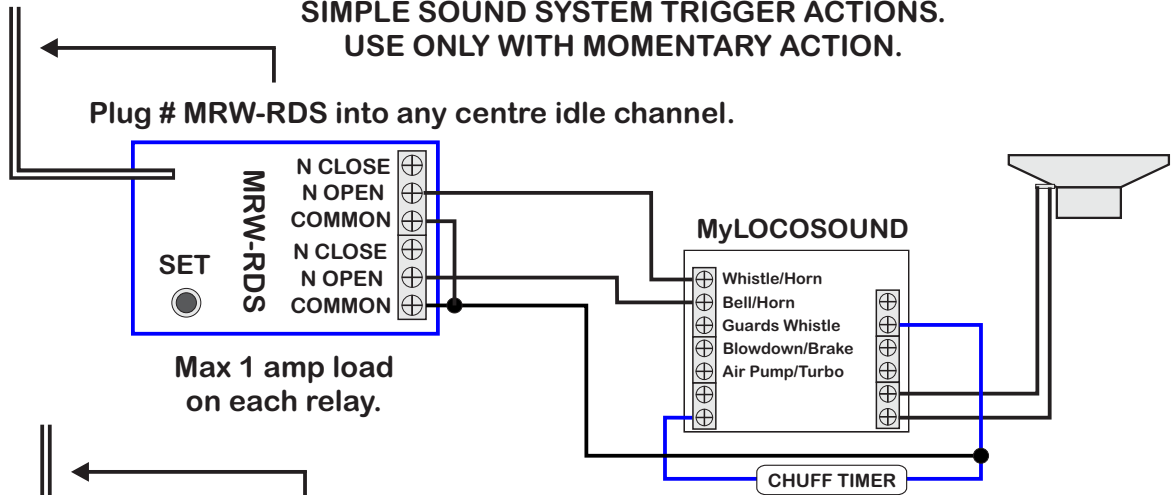 SIMPLE SOUND SYSTEM TRIGGER ACTIONS.
USE ONLY WITH MOMENTARY ACTION.
Plug # MRW-RDS into any centre idle channel.
N CLOSE
N OPEN
COMMON
N CLOSE
N OPEN
COMMON
MRW-RDS
SET
Max 1 amp load
on each relay.
MyLOCOSOUND
Whistle/Horn
Bell/Horn
Guards Whistle
Blowdown/Brake
Air Pump/Turbo
CHUFF TIMER